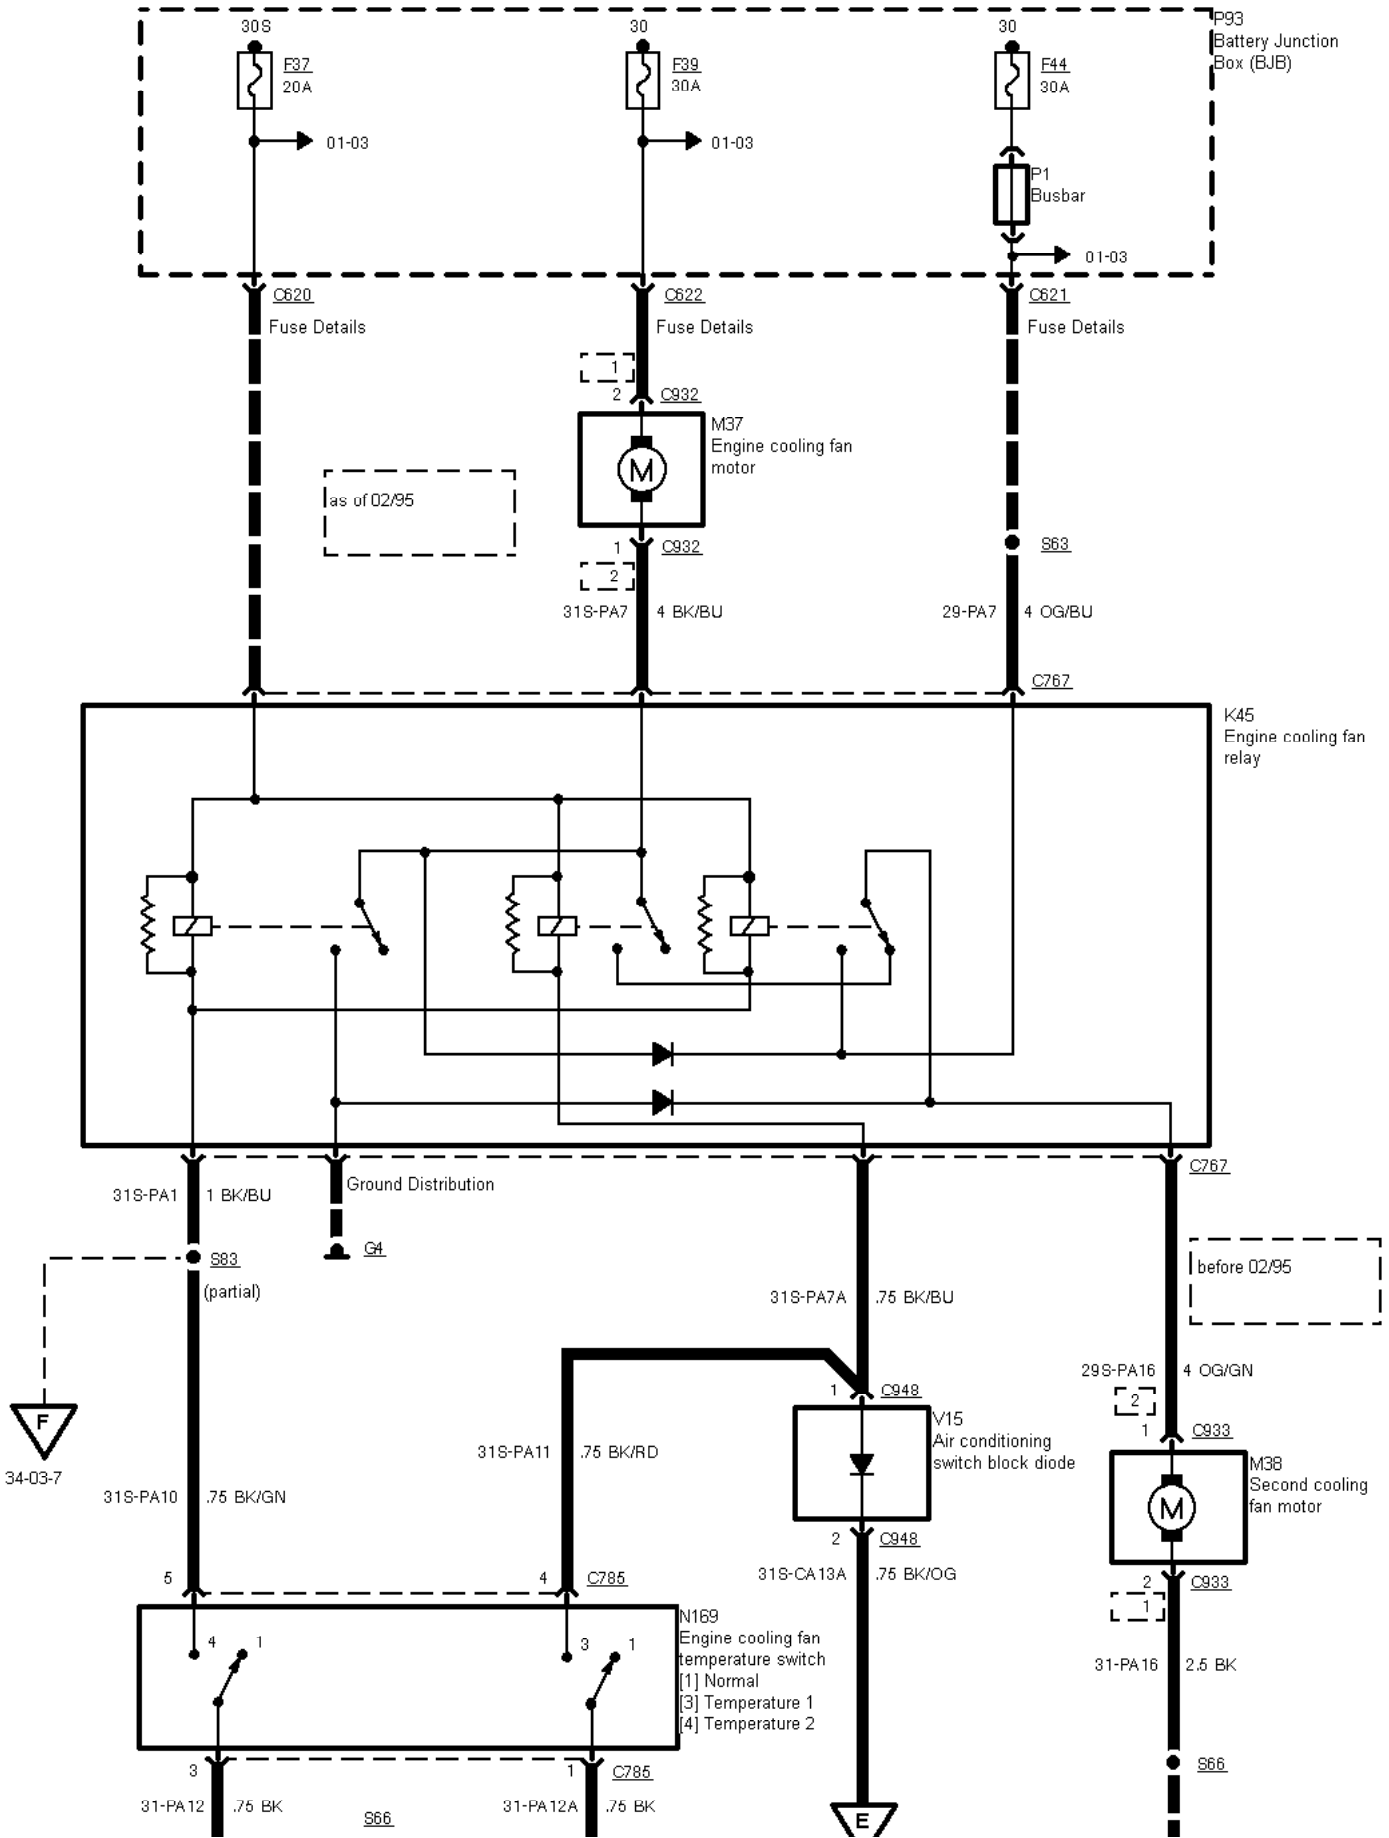 30S
30
30
P93
Battery Junction
Box (BJB)
F37
20A
F39
30A
F44
30A
01-03
01-03
P1
Busbar
01-03
C620
Fuse Details
C622
Fuse Details
C621
Fuse Details
1
2
C932
M37
Engine cooling fan
motor
M
as of 02/95
1
C932
2
S63
31S-PA7
4 BK/BU
29-PA7
4 OG/BU
C767
K45
Engine cooling fan
relay
C767
31S-PA1
1 BK/BU
Ground Distribution
G4
S83
(partial)
before 02/95
31S-PA7A
.75 BK/BU
29S-PA16
4 OG/GN
2
1
C933
1
C948
V15
Air conditioning
switch block diode
F
34-03-7
31S-PA11
.75 BK/RD
31S-PA10
.75 BK/GN
M38
Second cooling
fan motor
M
2
C948
31S-CA13A
.75 BK/OG
5
4
C785
2
C933
1
N169
Engine cooling fan
temperature switch
[1] Normal
[3] Temperature 1
[4] Temperature 2
4
1
3
1
31-PA16
2.5 BK
3
1
C785
S66
31-PA12
.75 BK
S66
31-PA12A
.75 BK
E